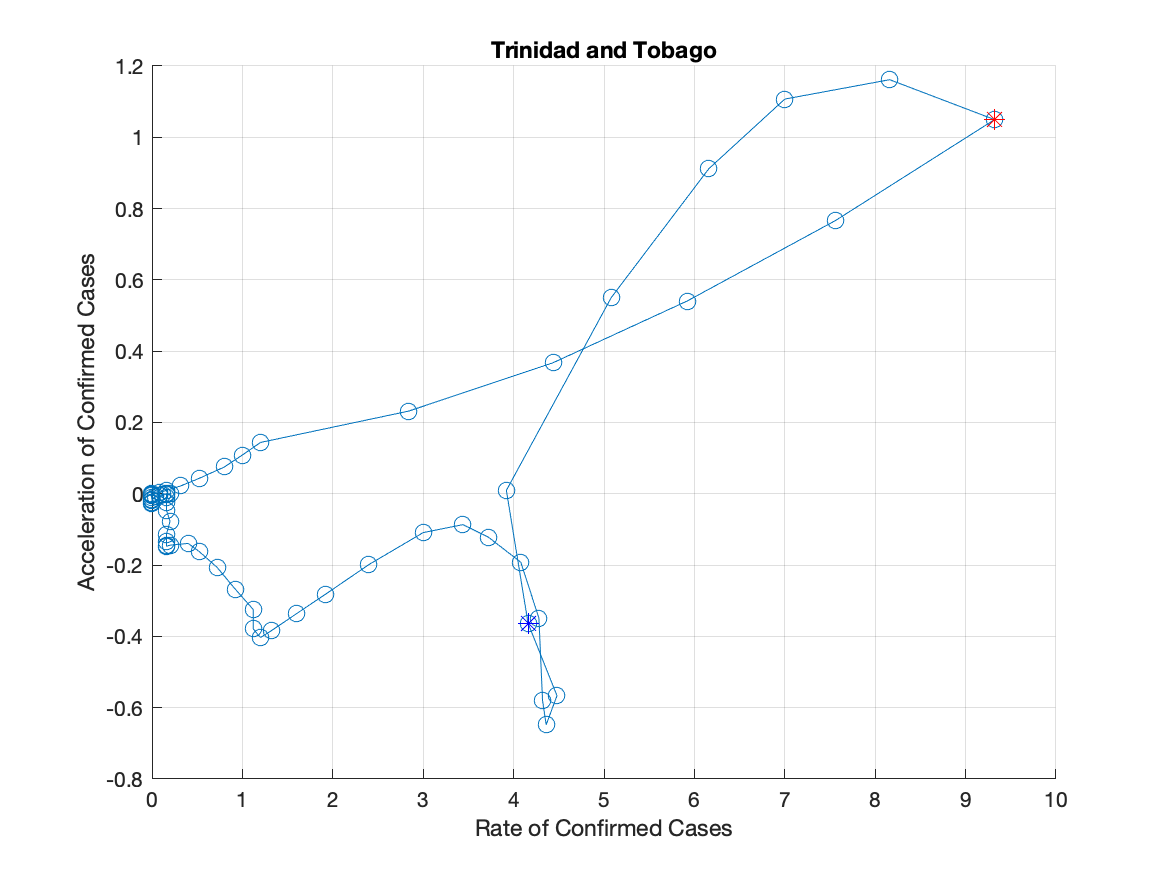 Trinidad and Tobago
1.2
1
0.8
0.6
0.4
0.2
0
-0.2
-0.4
-0.6
-0.8
Acceleration of Confirmed Cases
0 1 2 3 4 5 6 7 8 9 10
Rate of Confirmed Cases